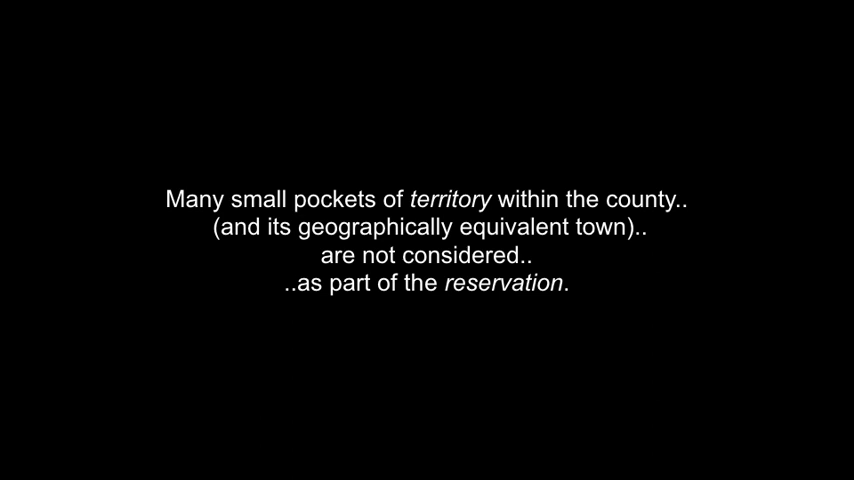 Many small pockets of territory within the county..
(and its geographically equivalent town)..
are not considered..
..as part of the reservation.